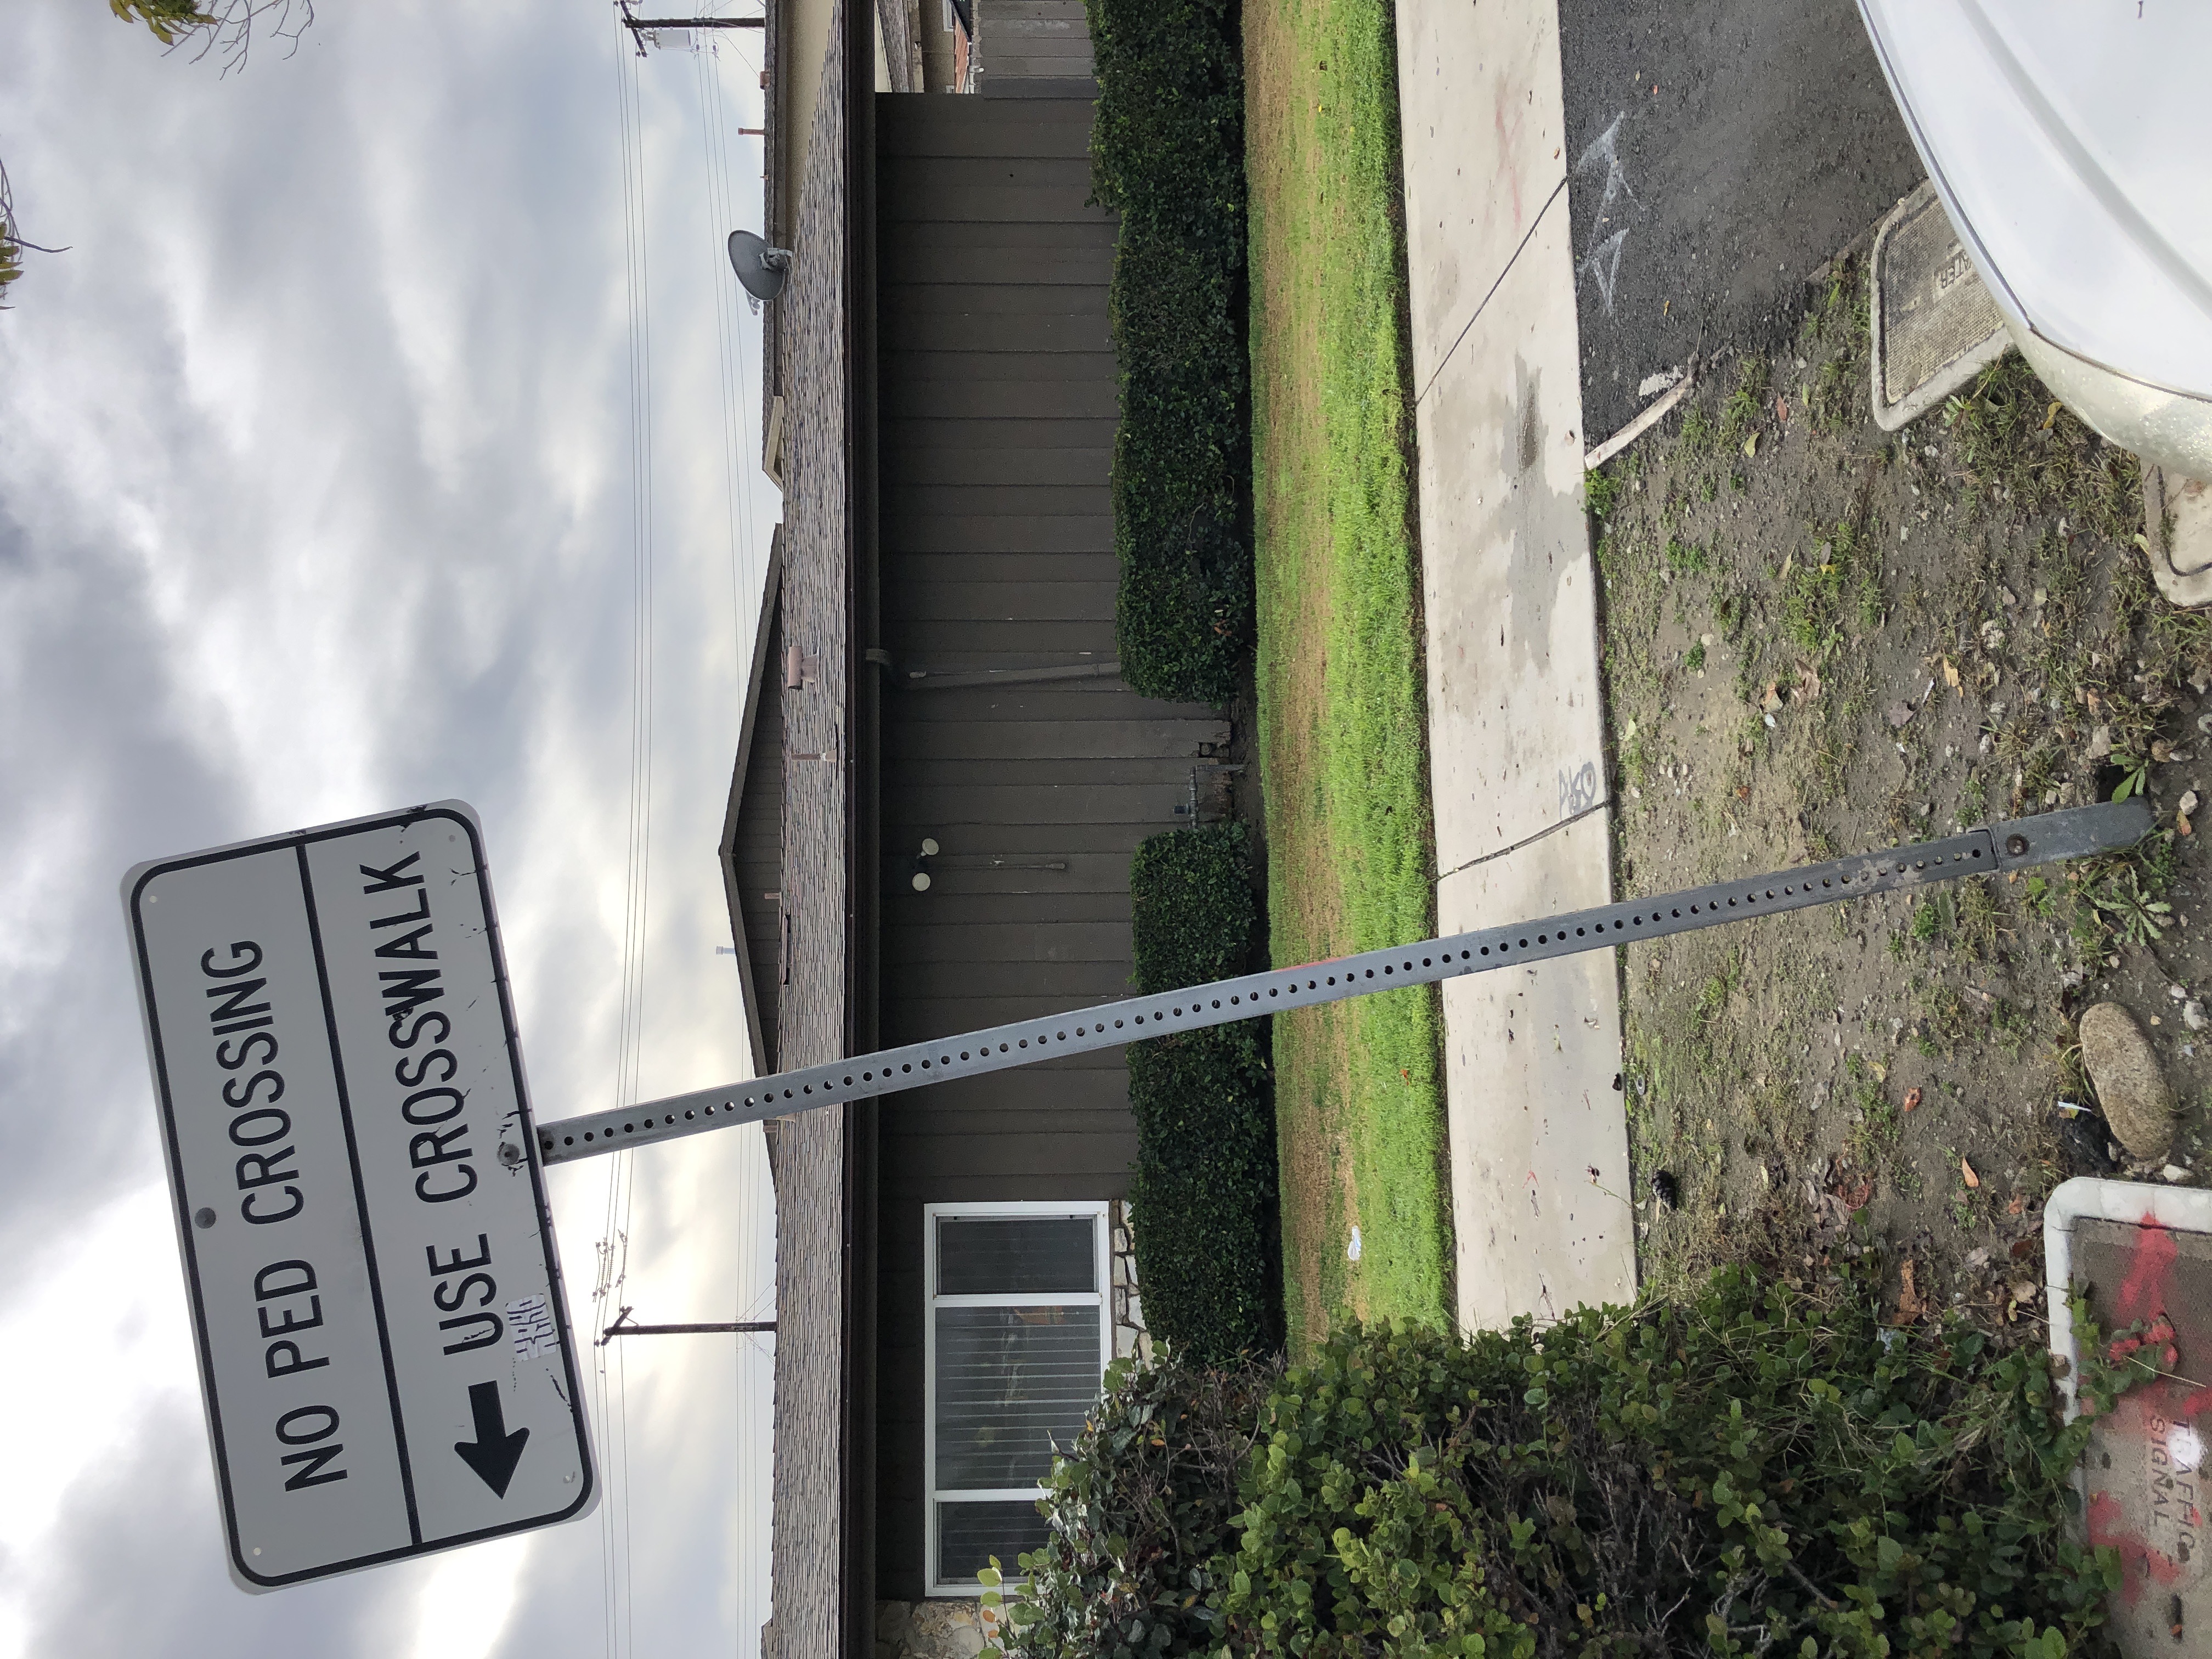 NO PED CROSSING
USE CROSSWALK
TRAFFIC
SIGNAL